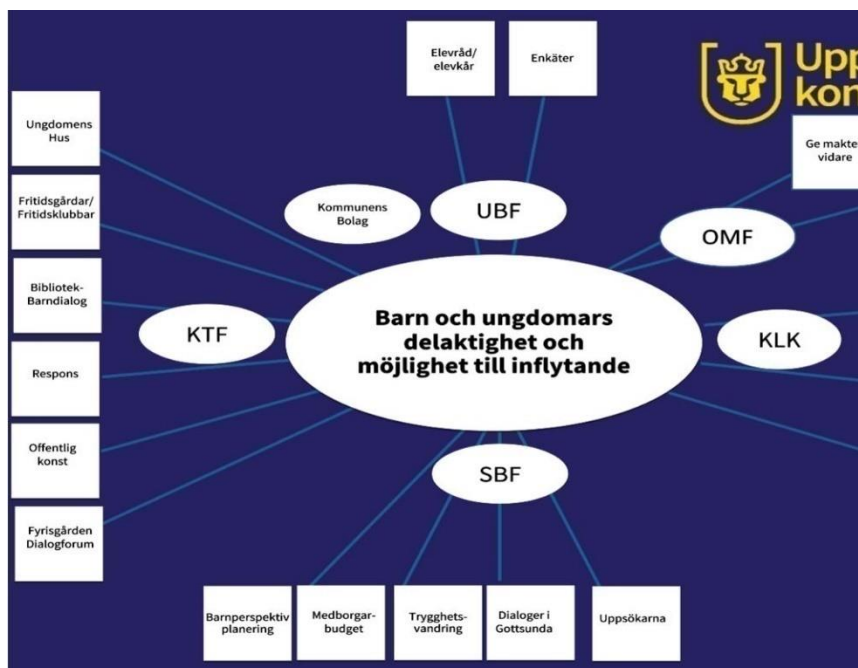 Elevråd/
elevkår
Enkäter
Upp
kon
Ungdomens
Hus
Ge makte
vidare
Fritidsgårdar/
Fritidsklubbar
Kommunens
Bolag
UBF
OMF
Bibliotek-
Barndialog
KTF
Barn och ungdomars
delaktighet och
möjlighet till inflytande
KLK
Respons
Offentlig
konst
SBF
Fyrisgården
Dialogforum
Barnperspektiv
planering
Medborgar-
budget
Trygghets-
vandring
Dialoger i
Gottsunda
Uppsökarna